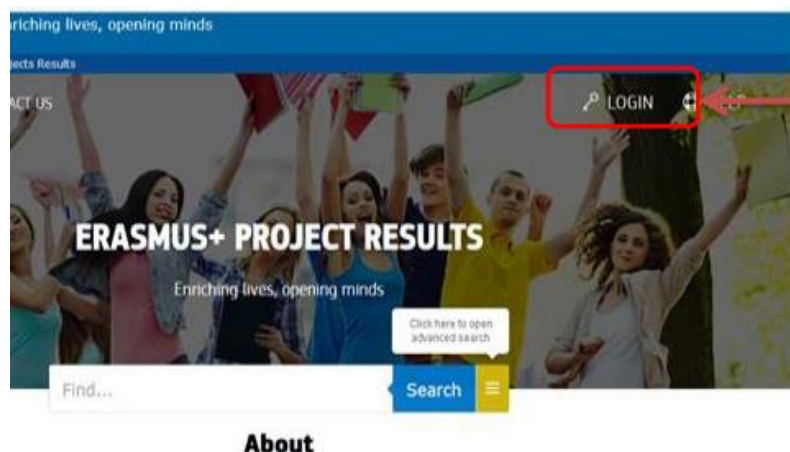 riching lives, opening minds
jects Results
ACT US
LOGIN
ERASMUS+ PROJECT RESULTS
Enriching lives, opening minds
Click here to open
advanced search
Find...
Search
About